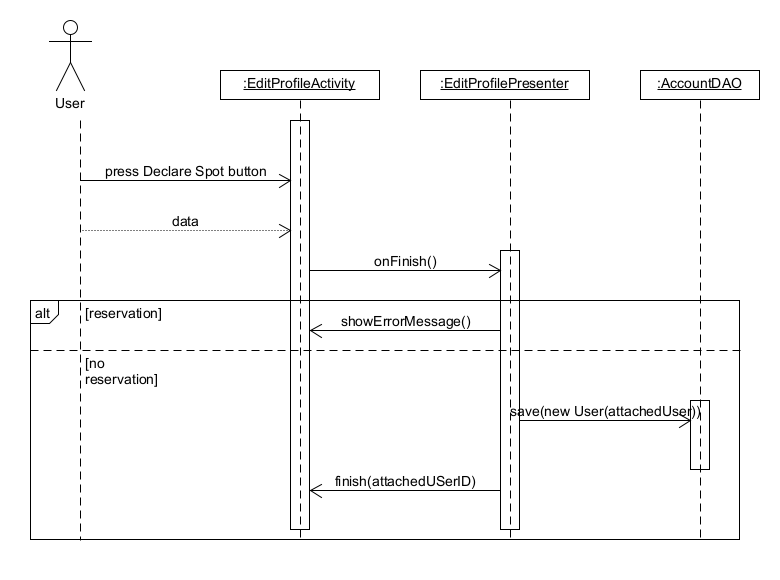 User
:EditProfileActivity
:EditProfilePresenter
:AccountDAO
press Declare Spot button
data
onFinish()
alt
[reservation]
showErrorMessage()
[no
reservation]
save(new User(attachedUser))
finish(attachedUSerID)